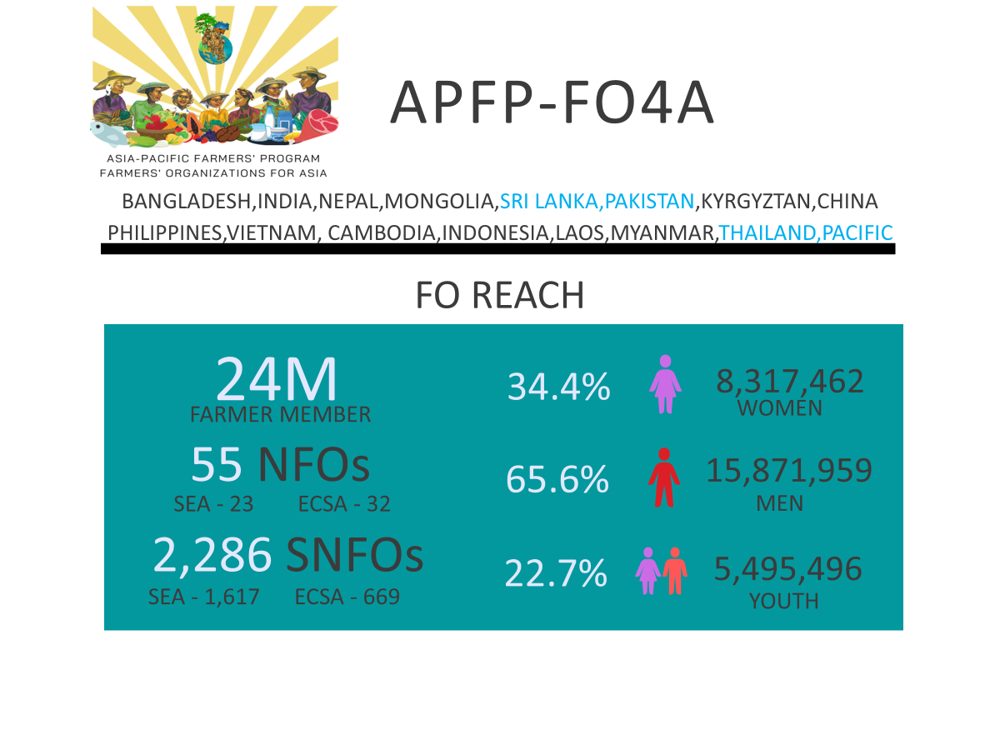 APFP-FO4A
ASIA-PACIFIC FARMERS' PROGRAM
FARMERS' ORGANIZATIONS FOR ASIA
BANGLADESH,INDIA,NEPAL,MONGOLIA,SRI LANKA,PAKISTAN,KYRGYZTAN,CHINA
PHILIPPINES,VIETNAM, CAMBODIA,INDONESIA,LAOS,MYANMAR,THAILAND,PACIFIC
FO REACH
24M
FARMER MEMBER
55 NFOs
SEA - 23 ECSA - 32
2,286 SNFOs
SEA - 1,617 ECSA - 669
34.4%
8,317,462
WOMEN
65.6%
15,871,959
MEN
22.7%
5,495,496
YOUTH